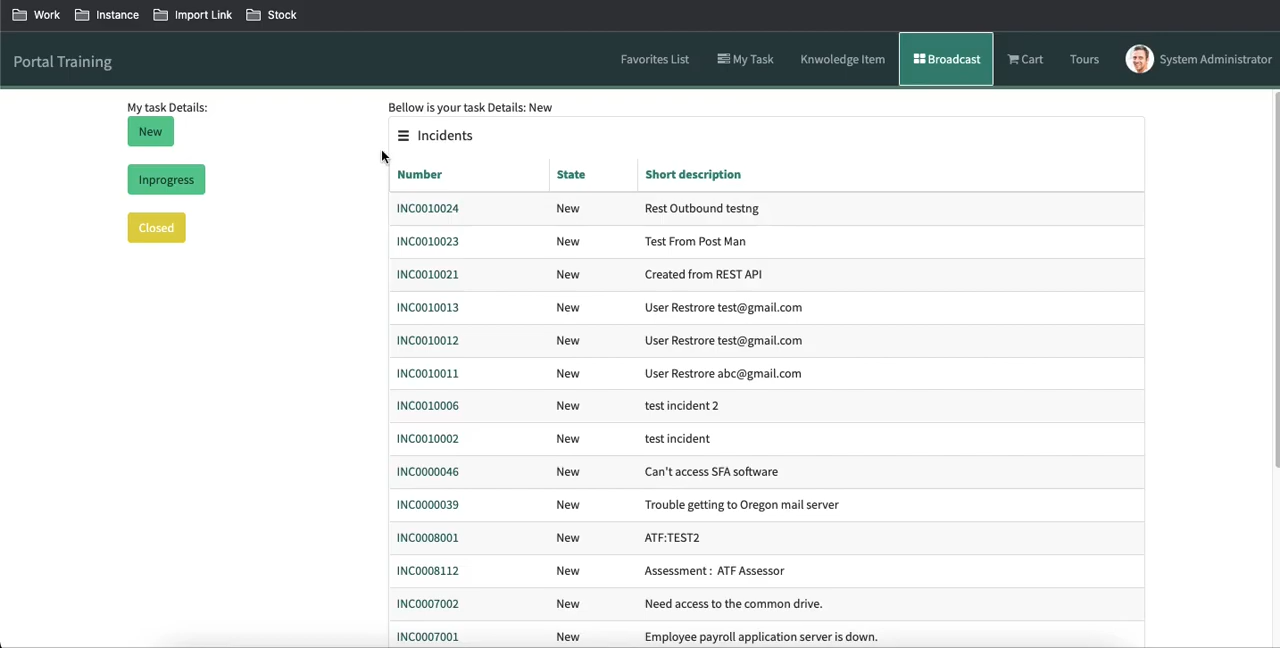 Work Instance Import Link Stock
Portal Training Favorites List My Task Knwoledge Item Broadcast Cart Tours System Administrator
My task Details:
New
Inprogress
Closed
Bellow is your task Details: New
Incidents
Number State Short description
INC0010024 New Rest Outbound testng
INC0010023 New Test From Post Man
INC0010021 New Created from REST API
INC0010013 New User Restrore test@gmail.com
INC0010012 New User Restrore test@gmail.com
INC0010011 New User Restrore abc@gmail.com
INC0010006 New test incident 2
INC0010002 New test incident
INC0000046 New Can't access SFA software
INC0000039 New Trouble getting to Oregon mail server
INC0008001 New ATF:TEST2
INC0008112 New Assessment : ATF Assessor
INC0007002 New Need access to the common drive.
INC0007001 New Employee payroll application server is down.